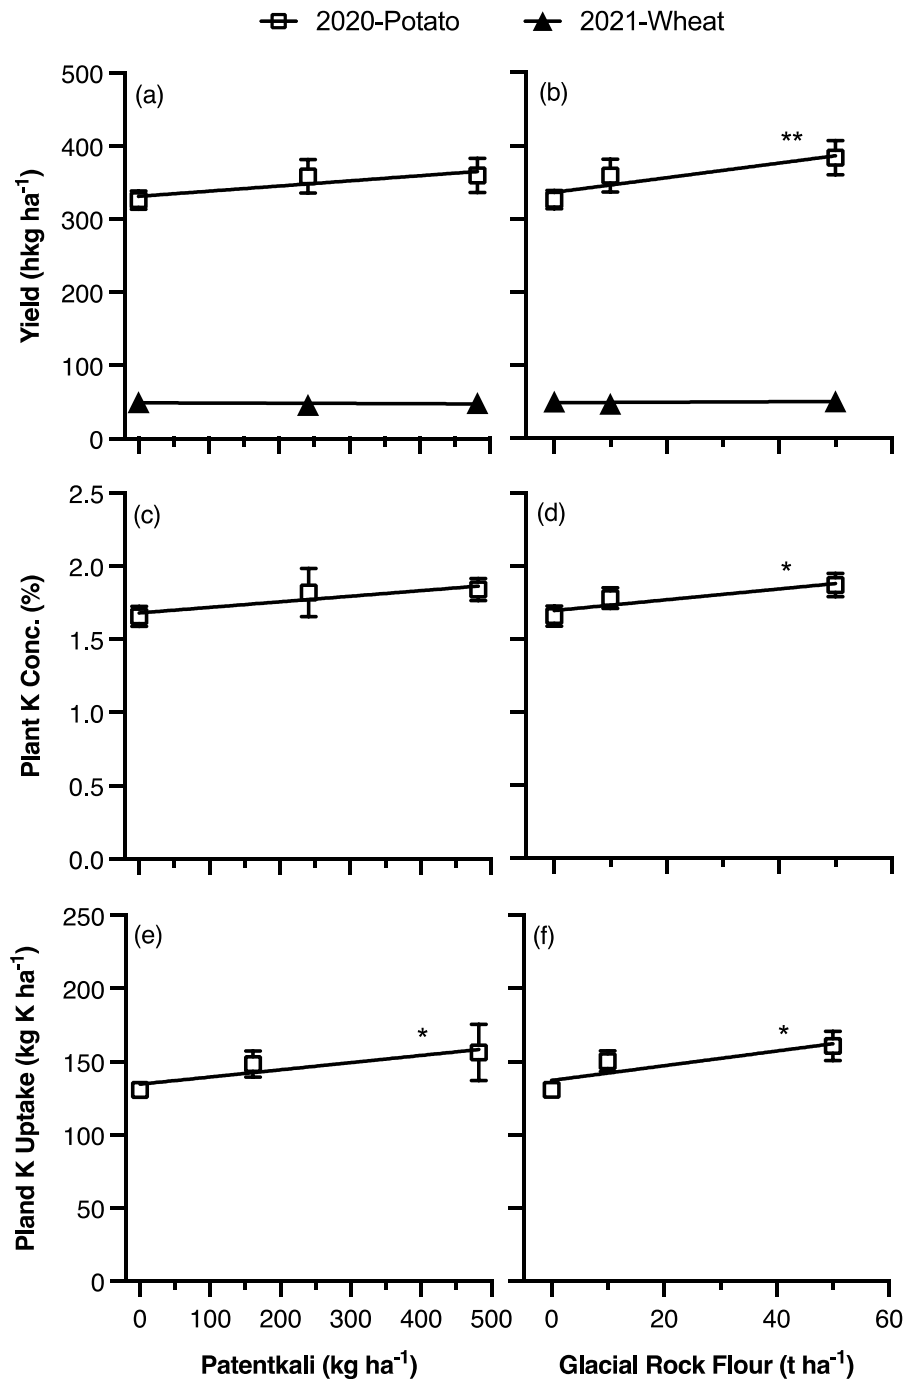 2020-Potato 2021-Wheat
(a) (b)
500
400
300
200
100
0
Yield (hkg ha⁻¹)
**
(c) (d)
2.5
2.0
1.5
1.0
0.5
0.0
Plant K Conc. (%)
*
(e) (f)
250
200
150
100
50
0
Pland K Uptake (kg K ha⁻¹)
* *
0 100 200 300 400 500 0 20 40 60
Patentkali (kg ha⁻¹) Glacial Rock Flour (t ha⁻¹)